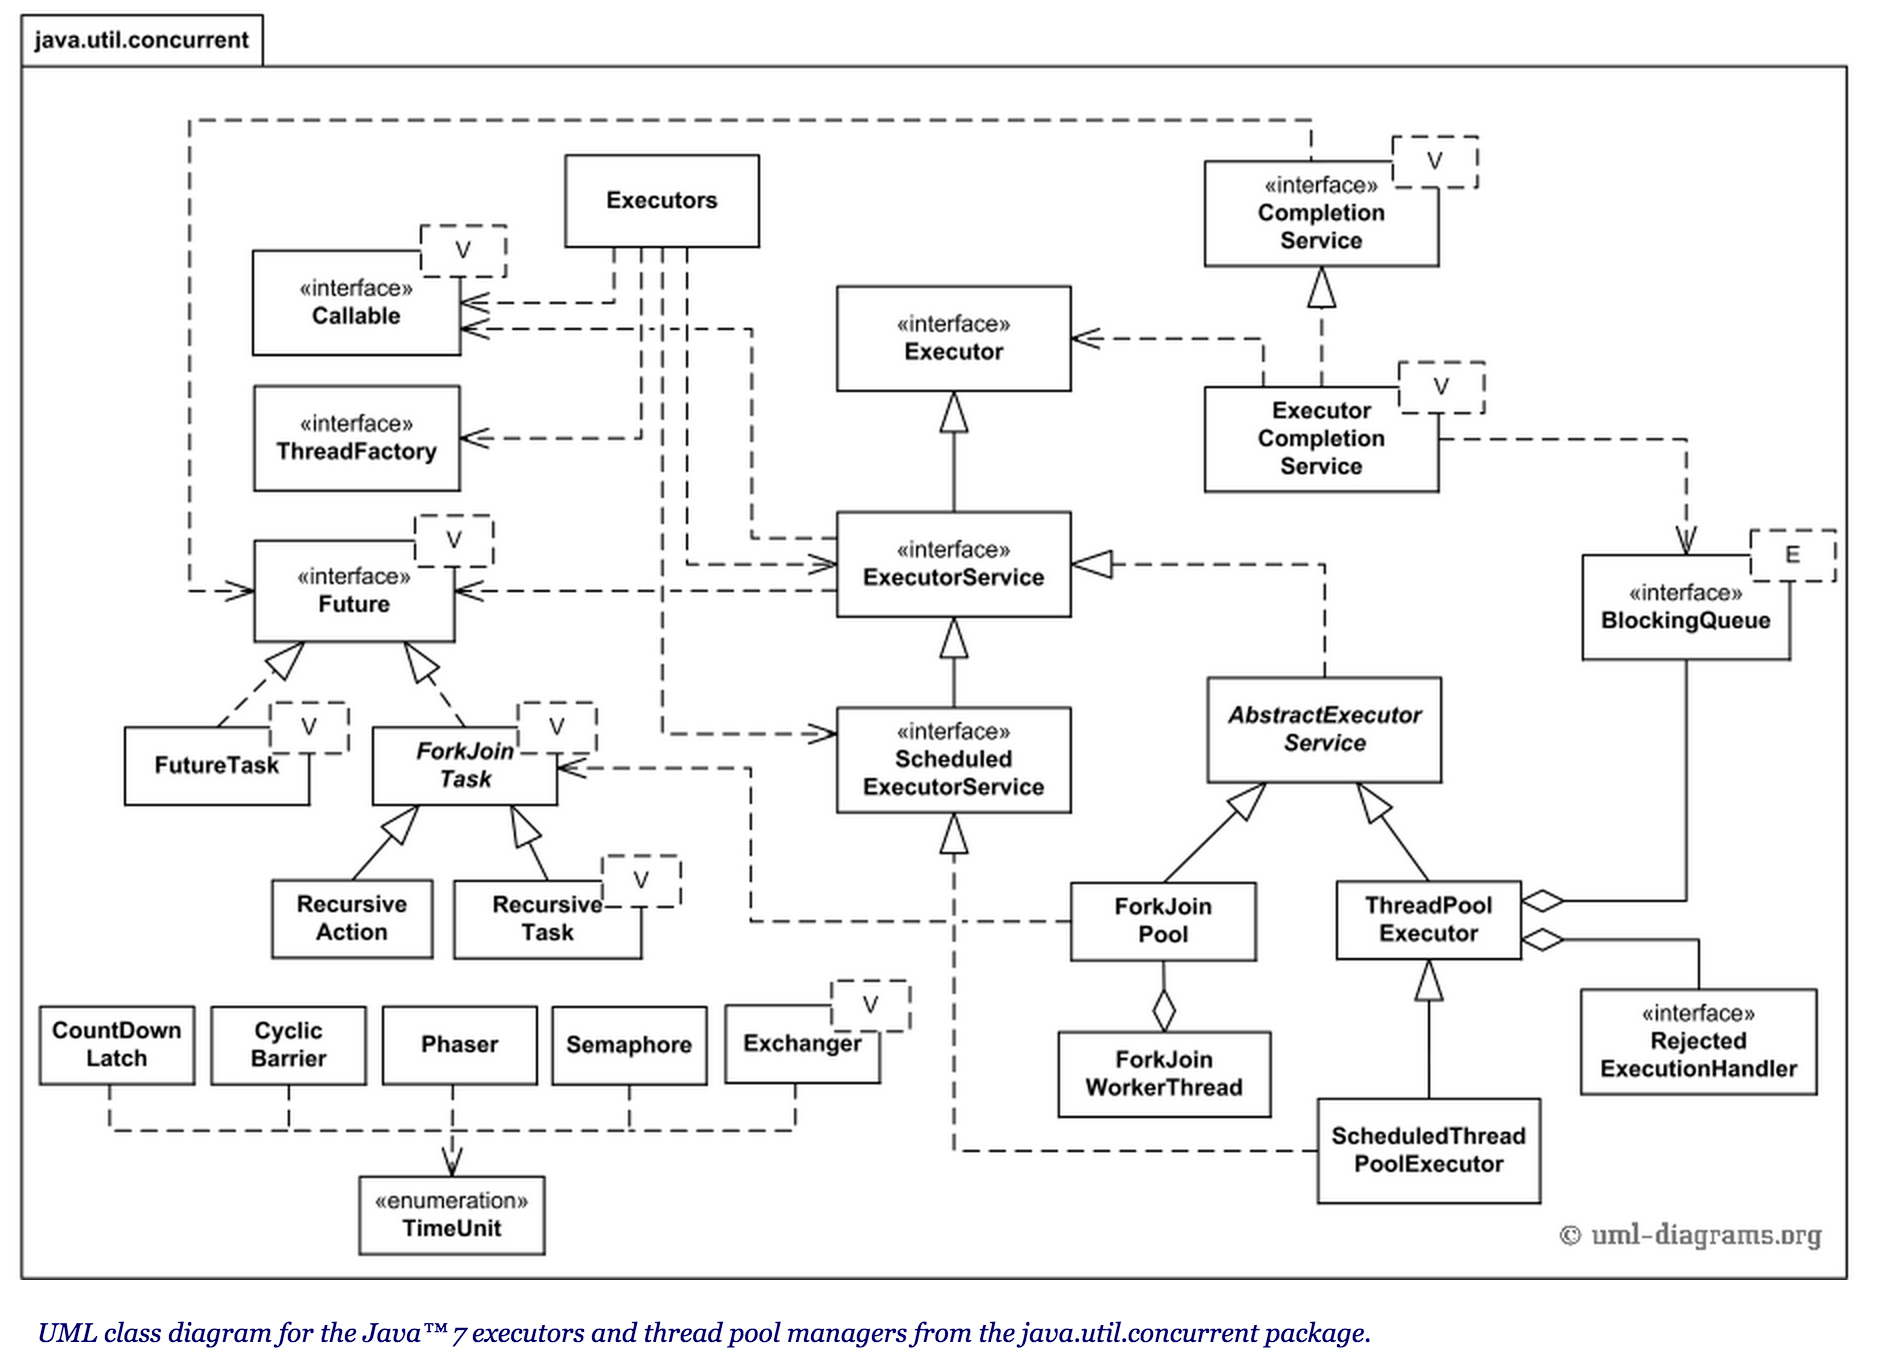 java.util.concurrent
V
«interface»
Completion
Service
Executors
V
«interface»
Callable
«interface»
Executor
V
Executor
Completion
Service
«interface»
ThreadFactory
V
«interface»
Future
«interface»
ExecutorService
E
«interface»
BlockingQueue
V
FutureTask
V
ForkJoin
Task
«interface»
Scheduled
ExecutorService
AbstractExecutor
Service
Recursive
Action
V
Recursive
Task
ForkJoin
Pool
ThreadPool
Executor
CountDown
Latch
Cyclic
Barrier
Phaser
Semaphore
V
Exchanger
ForkJoin
WorkerThread
«interface»
Rejected
ExecutionHandler
ScheduledThread
PoolExecutor
«enumeration»
TimeUnit
© uml-diagrams.org
UML class diagram for the Java™ 7 executors and thread pool managers from the java.util.concurrent package.